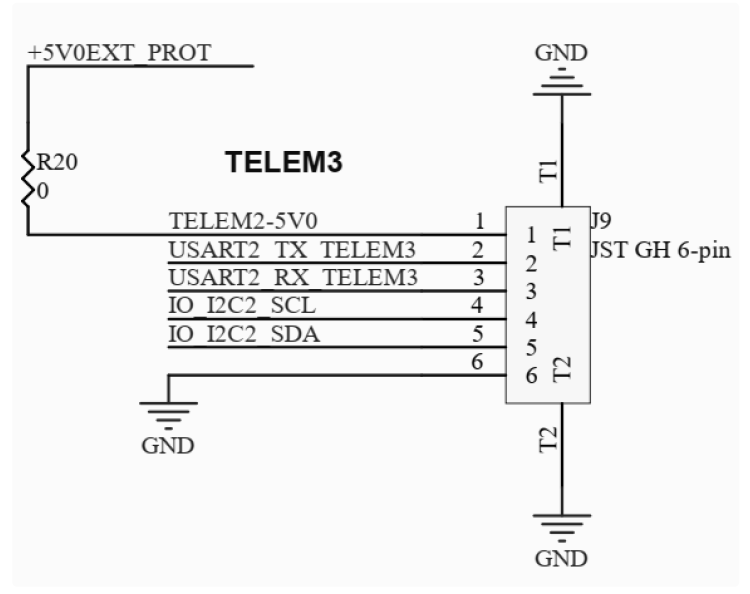 +5V0EXT_PROT
GND
R20
0
TELEM3
T1
TELEM2-5V0 1
J9
1 T1
USART2_TX_TELEM3 2
JST GH 6-pin
2
USART2_RX_TELEM3 3
3
IO_I2C2_SCL 4
4
IO_I2C2_SDA 5
5
6
6 T2
GND
T2
GND